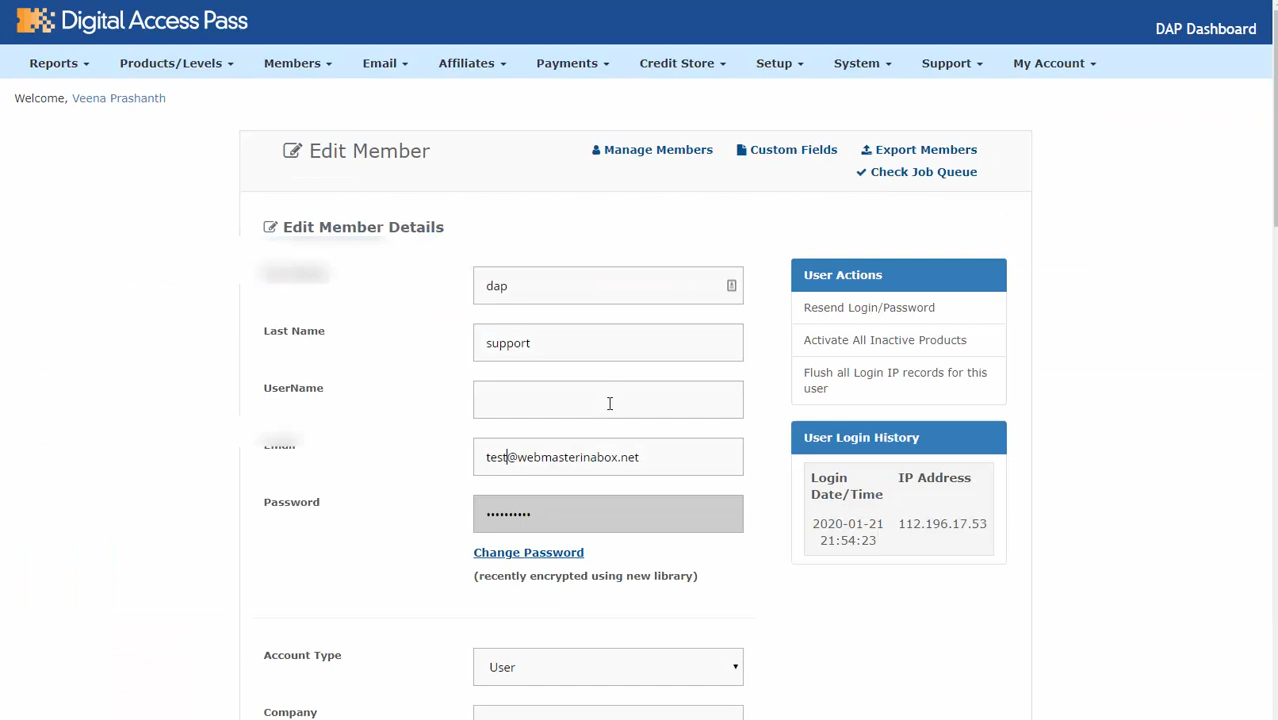 Digital Access Pass
DAP Dashboard
Reports Products/Levels Members Email Affiliates Payments Credit Store Setup System Support My Account
Welcome, Veena Prashanth
Edit Member
Manage Members Custom Fields Export Members
Check Job Queue
Edit Member Details
dap
Last Name
support
UserName
Email
test@webmasterinabox.net
Password
••••••••••
Change Password
(recently encrypted using new library)
Account Type
User
Company
User Actions
Resend Login/Password
Activate All Inactive Products
Flush all Login IP records for this
user
User Login History
Login
Date/Time
IP Address
2020-01-21
21:54:23
112.196.17.53